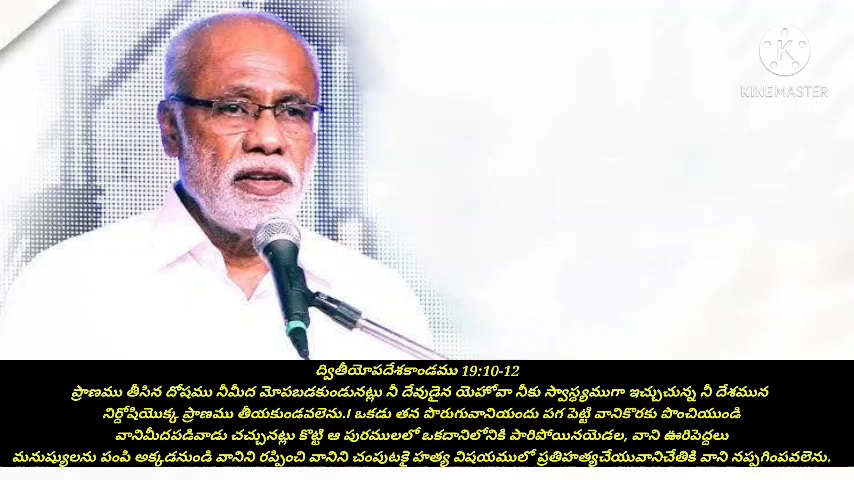 KINEMASTER
ద్వితీయోపదేశకాండము 19:10-12
ప్రాణము తీసిన దోషము నీమీద మోపబడకుండునట్లు నీ దేవుడైన యెహోవా నీకు స్వాస్థ్యముగా ఇచ్చుచున్న నీ దేశమున
నిర్దోషియొక్క ప్రాణము తీయకుండవలెను.। ఒకడు తన పొరుగువానియందు పగ పెట్టి వానికొరకు పొంచియుండి
వానిమీదపడివాడు చచ్చునట్లు కొట్టి ఆ పురములలో ఒకదానిలోనికి పారిపోయినయెడల, వాని ఊరిపెద్దలు
మనుష్యులను పంపి అక్కడనుండి వానిని రప్పించి వానిని చంపుటకై హత్య విషయములో ప్రతిహత్యచేయువానిచేతికి వాని నప్పగింపవలెను.